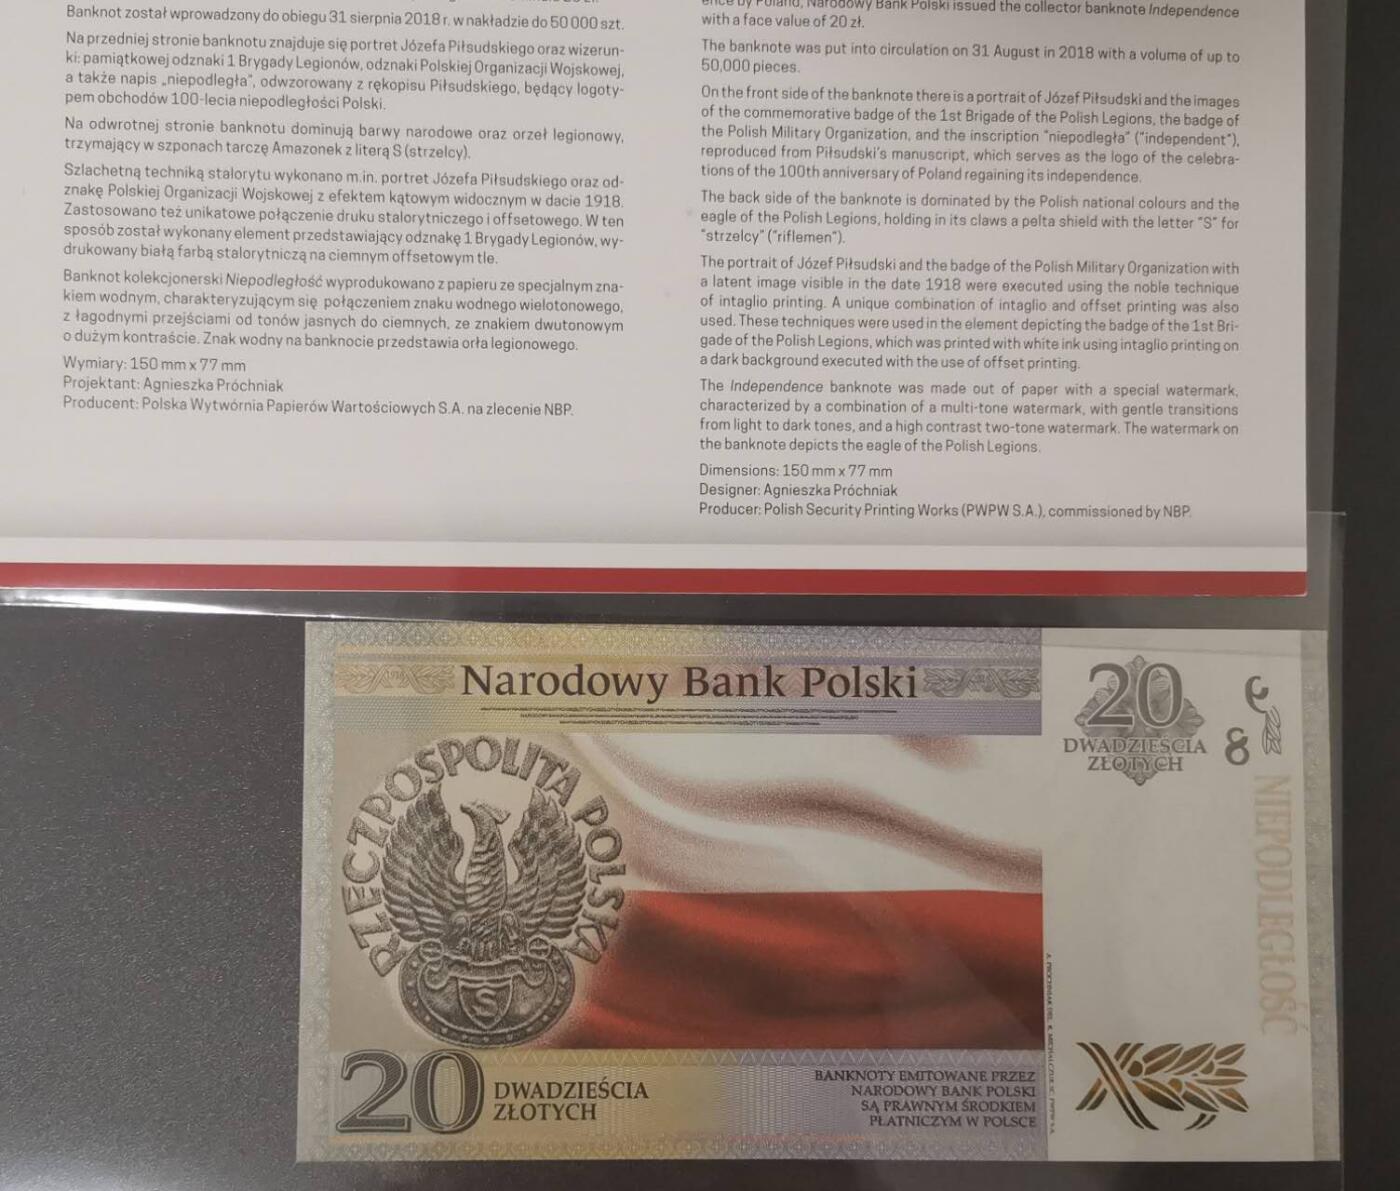 Banknot został wprowadzony do obiegu 31 sierpnia 2018 r. w nakładzie do 50 000 szt.
Na przedniej stronie banknotu znajduje się portret Józefa Piłsudskiego oraz wizerun-
ki: pamiątkowej odznaki 1 Brygady Legionów, odznaki Polskiej Organizacji Wojskowej,
a także napis „niepodległa”, odwzorowany z rękopisu Piłsudskiego, będący logoty-
pem obchodów 100-lecia niepodległości Polski.
Na odwrotnej stronie banknotu dominują barwy narodowe oraz orzeł legionowy,
trzymający w szponach tarczę Amazonek z literą S (strzelcy).
Szlachetną techniką stalorytu wykonano m.in. portret Józefa Piłsudskiego oraz od-
znakę Polskiej Organizacji Wojskowej z efektem kątowym widocznym w dacie 1918.
Zastosowano też unikatowe połączenie druku stalorytniczego i offsetowego. W ten
sposób został wykonany element przedstawiający odznakę 1 Brygady Legionów, wy-
drukowany białą farbą stalorytniczą na ciemnym offsetowym tle.
Banknot kolekcjonerski Niepodległość wyprodukowano z papieru ze specjalnym zna-
kiem wodnym, charakteryzującym się połączeniem znaku wodnego wielotonowego,
z łagodnymi przejściami od tonów jasnych do ciemnych, ze znakiem dwutonowym
o dużym kontraście. Znak wodny na banknocie przedstawia orła legionowego.
Wymiary: 150 mm x 77 mm
Projektant: Agnieszka Próchniak
Producent: Polska Wytwórnia Papierów Wartościowych S.A. na zlecenie NBP.
ence by Poland, Narodowy Bank Polski issued the collector banknote Independence
with a face value of 20 zł.
The banknote was put into circulation on 31 August in 2018 with a volume of up to
50,000 pieces.
On the front side of the banknote there is a portrait of Józef Piłsudski and the images
of the commemorative badge of the 1st Brigade of the Polish Legions, the badge of
the Polish Military Organization, and the inscription "niepodległa" ("independent"),
reproduced from Piłsudski's manuscript, which serves as the logo of the celebra-
tions of the 100th anniversary of Poland regaining its independence.
The back side of the banknote is dominated by the Polish national colours and the
eagle of the Polish Legions, holding in its claws a pelta shield with the letter "S" for
"strzelcy" ("riflemen").
The portrait of Józef Piłsudski and the badge of the Polish Military Organization with
a latent image visible in the date 1918 were executed using the noble technique
of intaglio printing. A unique combination of intaglio and offset printing was also
used. These techniques were used in the element depicting the badge of the 1st Bri-
gade of the Polish Legions, which was printed with white ink using intaglio printing on
a dark background executed with the use of offset printing.
The Independence banknote was made out of paper with a special watermark,
characterized by a combination of a multi-tone watermark, with gentle transitions
from light to dark tones, and a high contrast two-tone watermark. The watermark on
the banknote depicts the eagle of the Polish Legions.
Dimensions: 150 mm x 77 mm
Designer: Agnieszka Próchniak
Producer: Polish Security Printing Works (PWPW S.A.), commissioned by NBP.
Narodowy Bank Polski
20
DWADZIEŚCIA
ZŁOTYCH
RZECZPOSPOLITA POLSKA
S
NIEPODLEGŁOŚĆ
20
DWADZIEŚCIA
ZŁOTYCH
BANKNOTY EMITOWANE PRZEZ
NARODOWY BANK POLSKI
SĄ PRAWNYM ŚRODKIEM
PŁATNICZYM W POLSCE